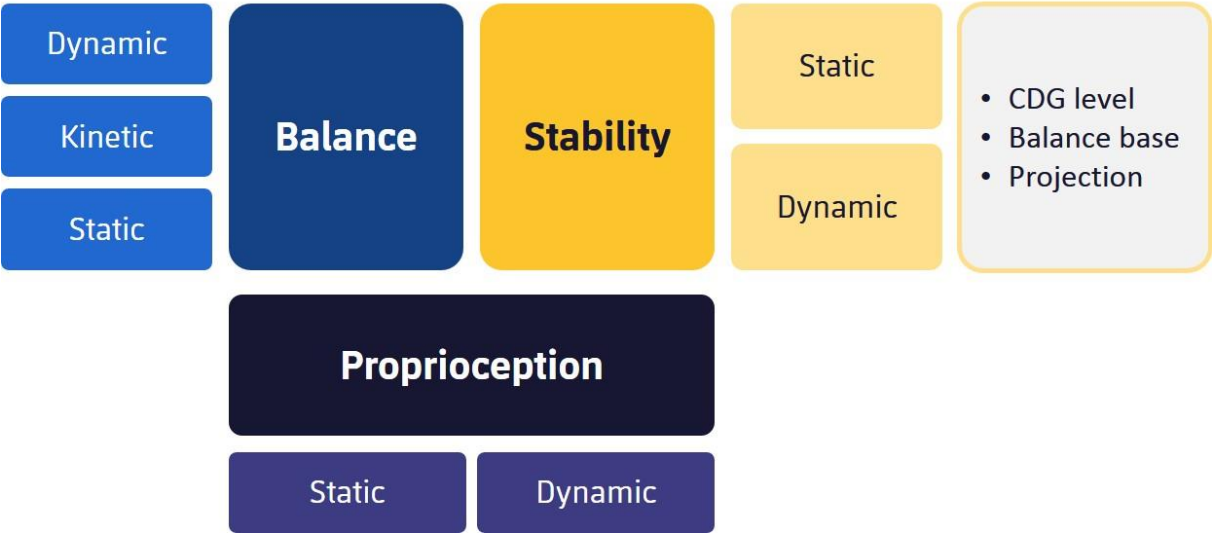 Dynamic
Kinetic
Static
Balance
Stability
Static
Dynamic
• CDG level
• Balance base
• Projection
Proprioception
Static
Dynamic